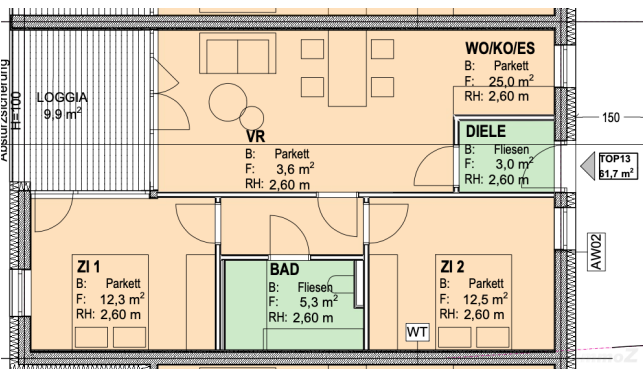 Absturzsicherung
H=100
LOGGIA
9,9 m²
WO/KO/ES
B: Parkett
F: 25,0 m²
RH: 2,60 m
VR
B: Parkett
F: 3,6 m²
RH: 2,60 m
DIELE
B: Fliesen
F: 3,0 m²
RH: 2,60 m
150
TOP13
61,7 m²
ZI 1
B: Parkett
F: 12,3 m²
RH: 2,60 m
BAD
B: Fliesen
F: 5,3 m²
RH: 2,60 m
ZI 2
B: Parkett
F: 12,5 m²
RH: 2,60 m
WT
AW02